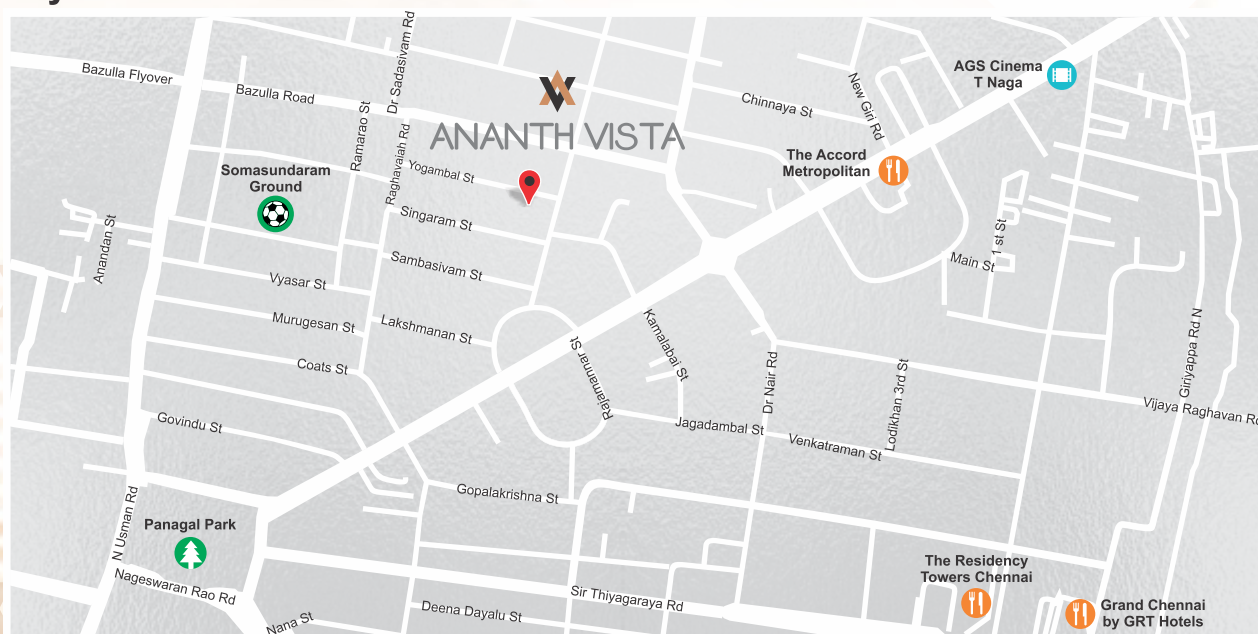 Bazulla Flyover
Bazulla Road
Ramarao St
Dr Sadasivam Rd
Raghavaiah Rd
ANANTH VISTA
Yogambal St
Singaram St
Sambasivam St
Lakshmanan St
Chinnaya St
New Giri Rd
AGS Cinema
T Naga
The Accord
Metropolitan
Somasundaram
Ground
Anandan St
Vyasar St
Murugesan St
Coats St
Govindu St
Rajamannar St
Kamalabai St
Dr Nair Rd
Jagadambal St
Venkatraman St
Lodikhan 3rd St
Main St
1 st St
Giriyappa Rd N
Vijaya Raghavan Rd
Gopalakrishna St
N Usman Rd
Panagal Park
Nageswaran Rao Rd
Nana St
Deena Dayalu St
Sir Thiyagaraya Rd
The Residency
Towers Chennai
Grand Chennai
by GRT Hotels